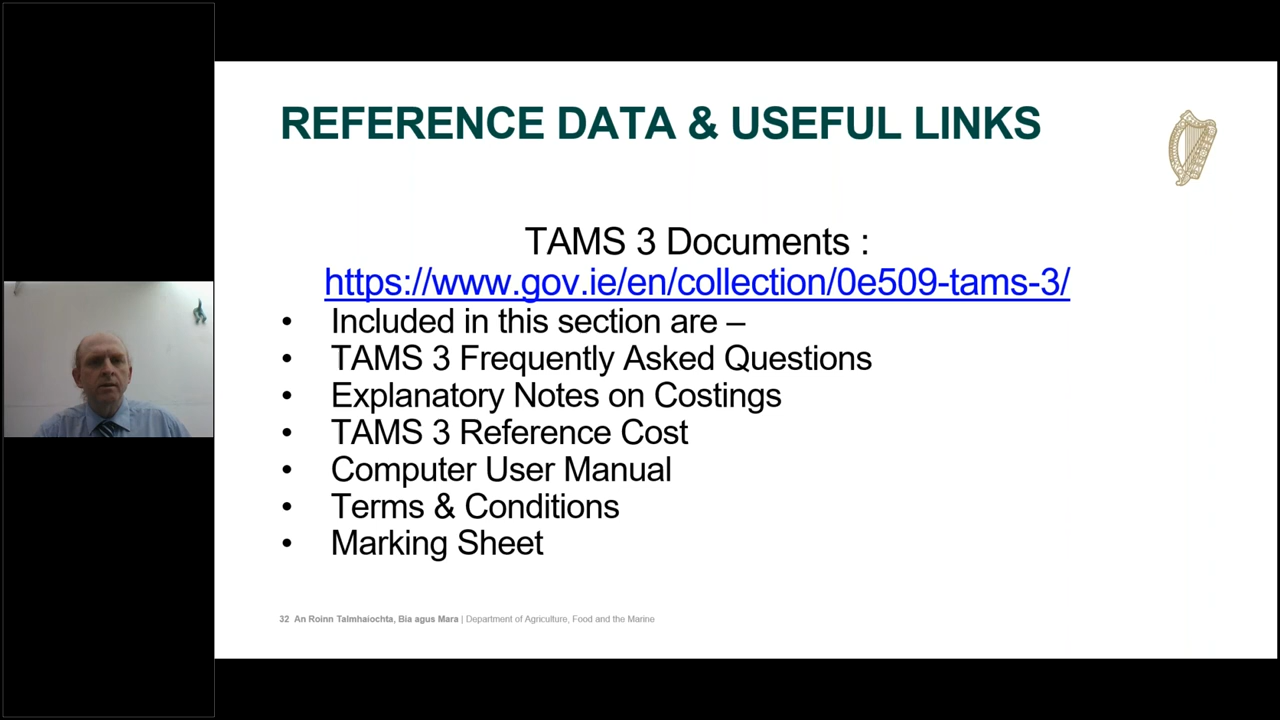 REFERENCE DATA & USEFUL LINKS
TAMS 3 Documents :
https://www.gov.ie/en/collection/0e509-tams-3/
• Included in this section are –
• TAMS 3 Frequently Asked Questions
• Explanatory Notes on Costings
• TAMS 3 Reference Cost
• Computer User Manual
• Terms & Conditions
• Marking Sheet
32 An Roinn Talmhaíochta, Bia agus Mara | Department of Agriculture, Food and the Marine